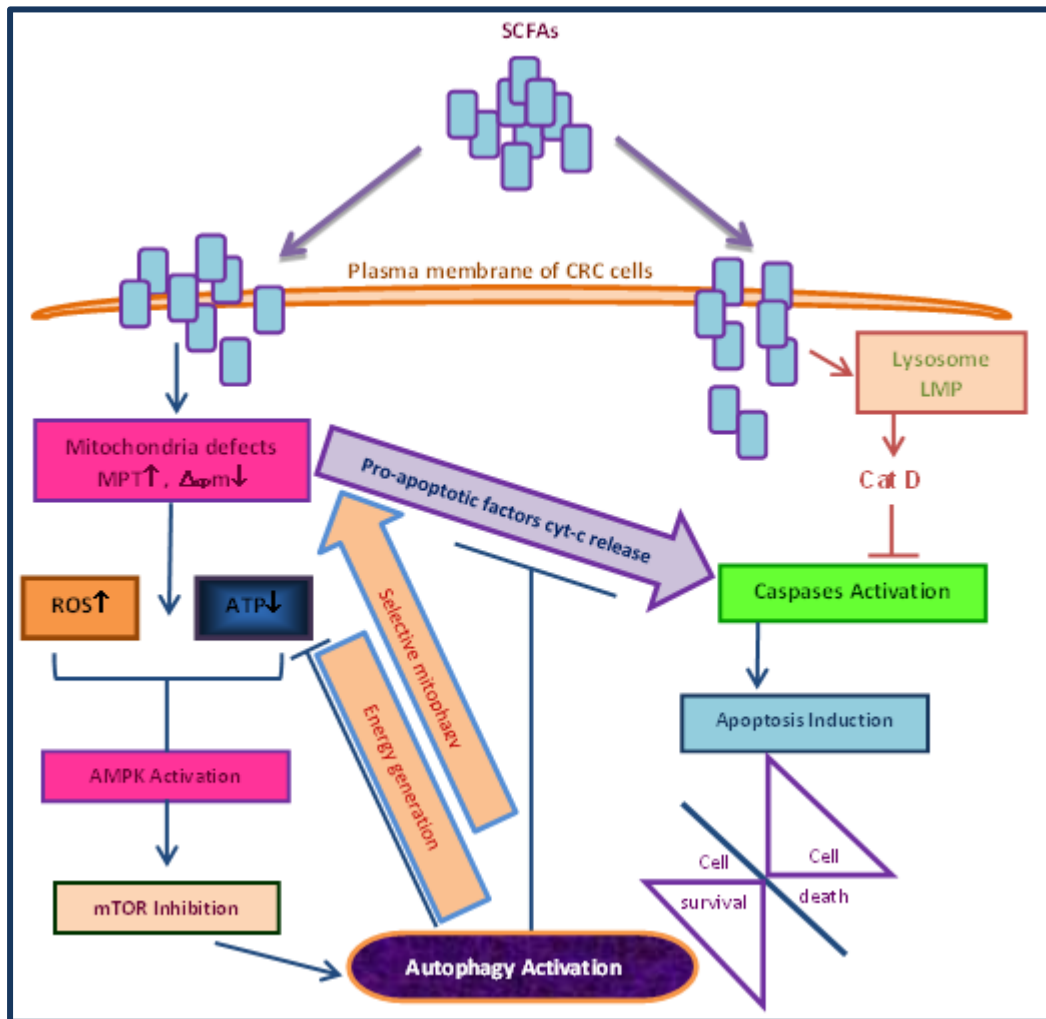 SCFAs
Plasma membrane of CRC cells
Lysosome
LMP
Mitochondria defects
MPT↑, Δφm↓
Pro-apoptotic factors cyt-c release
Cat D
Caspases Activation
ROS↑
ATP↓
Selective mitophagy
Energy generation
Apoptosis Induction
AMPK Activation
Cell
survival
Cell
death
mTOR Inhibition
Autophagy Activation